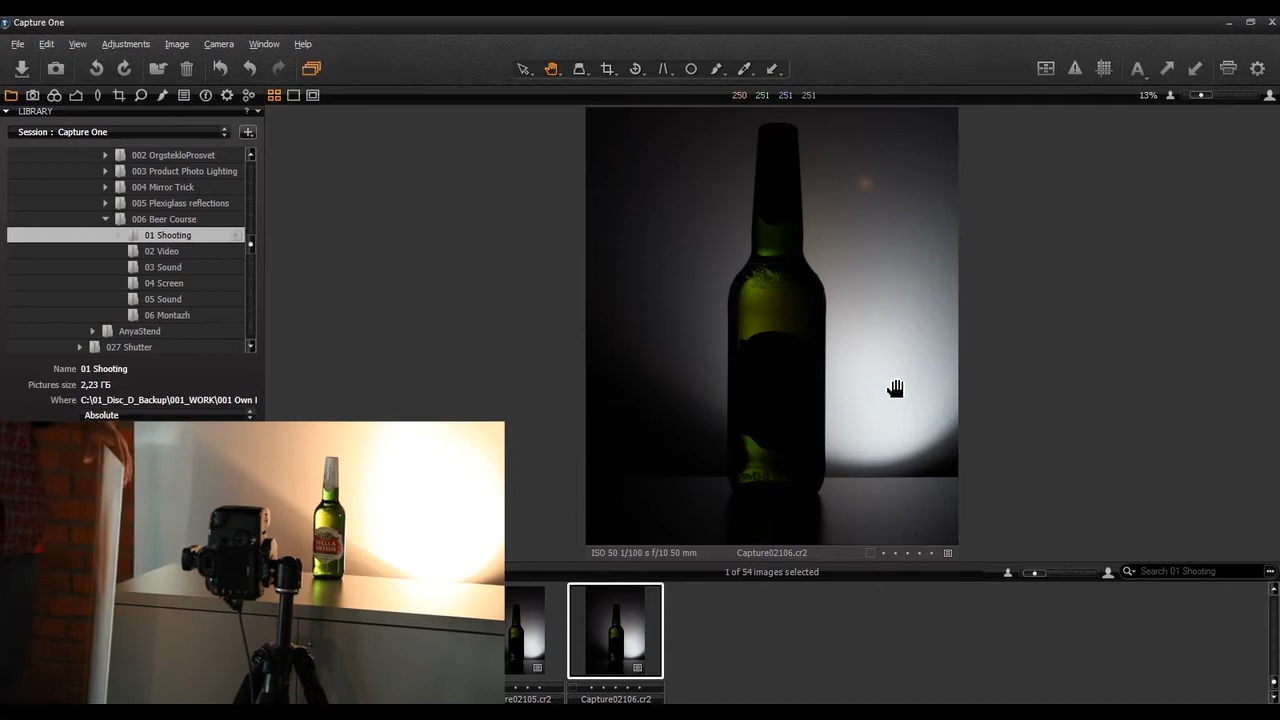 Capture One
File Edit View Adjustments Image Camera Window Help
250 251 251 251
13%
LIBRARY
? 
Session : Capture One
002 OrgstekloProsvet
003 Product Photo Lighting
004 Mirror Trick
005 Plexiglass reflections
006 Beer Course
01 Shooting
02 Video
03 Sound
04 Screen
05 Sound
06 Montazh
AnyaStend
027 Shutter
Name 01 Shooting
Pictures size 2,23 ГБ
Where C:\01_Disc_D_Backup\001_WORK\001 Own I
Absolute
STELLA
ARTOIS
ISO 50 1/100 s f/10 50 mm
Capture02106.cr2
1 of 54 images selected
Search 01 Shooting
re02105.cr2
Capture02106.cr2